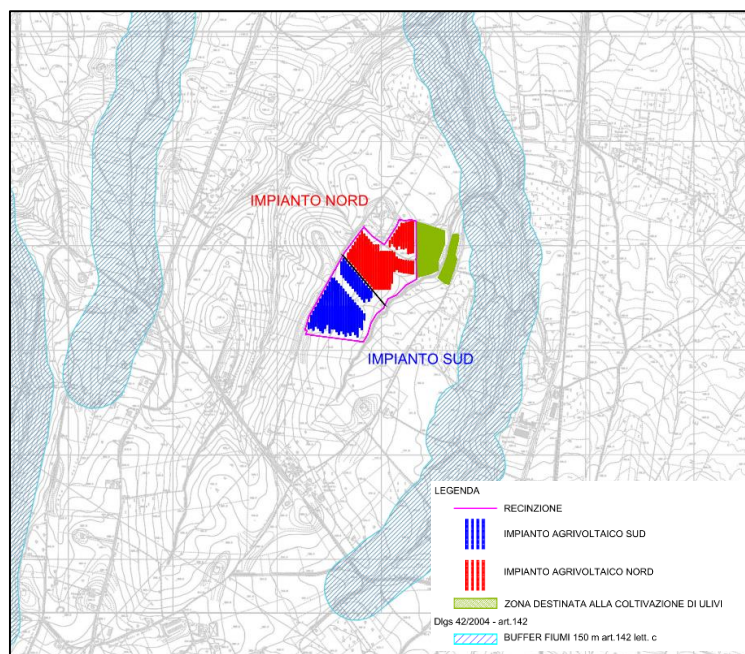 IMPIANTO NORD
IMPIANTO SUD
LEGENDA
RECINZIONE
IMPIANTO AGRIVOLTAICO SUD
IMPIANTO AGRIVOLTAICO NORD
ZONA DESTINATA ALLA COLTIVAZIONE DI ULIVI
Dlgs 42/2004 - art.142
BUFFER FIUMI 150 m art.142 lett. c